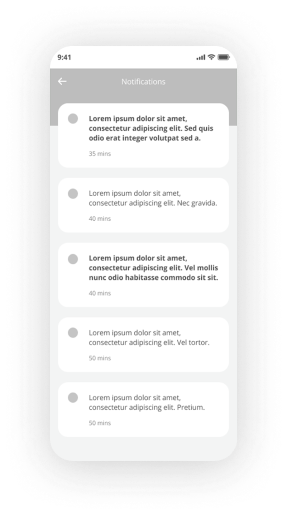 9:41
Notifications
Lorem ipsum dolor sit amet,
consectetur adipiscing elit. Sed quis
odio erat integer volutpat sed a.
35 mins
Lorem ipsum dolor sit amet,
consectetur adipiscing elit. Nec gravida.
40 mins
Lorem ipsum dolor sit amet,
consectetur adipiscing elit. Vel mollis
nunc odio habitasse commodo sit sit.
40 mins
Lorem ipsum dolor sit amet,
consectetur adipiscing elit. Vel tortor.
50 mins
Lorem ipsum dolor sit amet,
consectetur adipiscing elit. Pretium.
50 mins